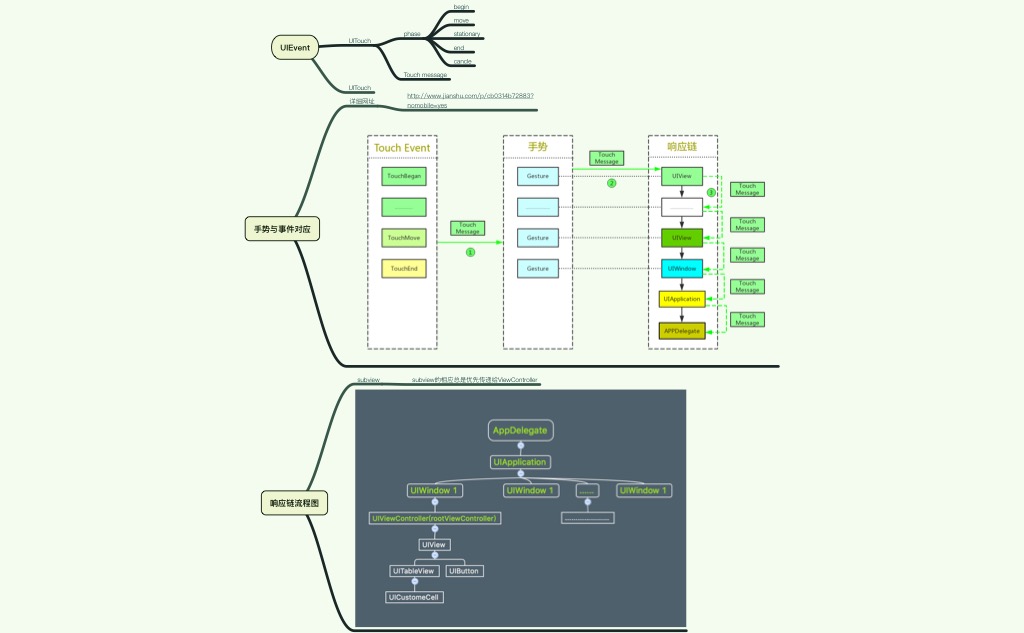 begin
move
UITouch
phase
stationary
UIEvent
end
cancle
Touch message
UITouch
详细网址
http://www.jianshu.com/p/cb0314b72883?
nomobile=yes
Touch Event
手势
响应链
Touch
Message
TouchBegan
Gesture
②
UIView
③
Touch
Message
............
............
............
Touch
Message
手势与事件对应
Touch
Message
TouchMove
Gesture
UIView
①
Touch
Message
TouchEnd
Gesture
UIWindow
Touch
Message
UIApplication
Touch
Message
APPDelegate
subview
subview的相应总是优先传递给ViewController
AppDelegate
UIApplication
UIWindow 1
UIWindow 1
......
UIWindow 1
响应链流程图
UIViewController(rootViewController)
........................
UIView
UITableView
UIButton
UICustomeCell